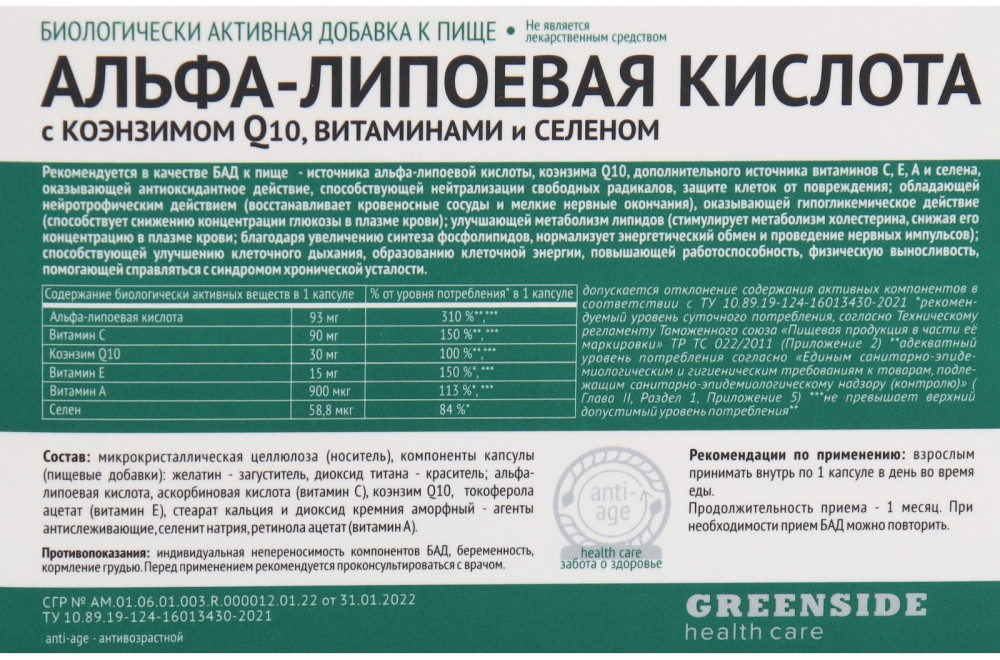 БИОЛОГИЧЕСКИ АКТИВНАЯ ДОБАВКА К ПИЩЕ • Не является
лекарственным средством
АЛЬФА-ЛИПОЕВАЯ КИСЛОТА
с КОЭНЗИМОМ Q10, ВИТАМИНАМИ и СЕЛЕНОМ
Рекомендуется в качестве БАД к пище - источника альфа-липоевой кислоты, коэнзима Q10, дополнительного источника витаминов С, Е, А и селена,
оказывающей антиоксидантное действие, способствующей нейтрализации свободных радикалов, защите клеток от повреждения; обладающей
нейротрофическим действием (восстанавливает кровеносные сосуды и мелкие нервные окончания), оказывающей гипогликемическое действие
(способствует снижению концентрации глюкозы в плазме крови); улучшающей метаболизм липидов (стимулирует метаболизм холестерина, снижая его
концентрацию в плазме крови; благодаря увеличению синтеза фосфолипидов, нормализует энергетический обмен и проведение нервных импульсов);
способствующей улучшению клеточного дыхания, образованию клеточной энергии, повышающей работоспособность, физическую выносливость,
помогающей справляться с синдромом хронической усталости.
Содержание биологически активных веществ в 1 капсуле % от уровня потребления* в 1 капсуле
Альфа-липоевая кислота 93 мг 310 %**,***
Витамин С 90 мг 150 %**,***
Коэнзим Q10 30 мг 100 %**,***
Витамин Е 15 мг 150 %*,***
Витамин А 900 мкг 113 %*,***
Селен 58,8 мкг 84 %*
допускается отклонение содержания активных компонентов в
соответствии с ТУ 10.89.19-124-16013430-2021 *рекомен-
дуемый уровень суточного потребления, согласно Техническому
регламенту Таможенного союза «Пищевая продукция в части её
маркировки» ТР ТС 022/2011 (Приложение 2) **адекватный
уровень потребления согласно «Единым санитарно-эпиде-
миологическим и гигиеническим требованиям к товарам, подле-
жащим санитарно-эпидемиологическому надзору (контролю)» (
Глава II, Раздел 1, Приложение 5) ***не превышает верхний
допустимый уровень потребления**
Состав: микрокристаллическая целлюлоза (носитель), компоненты капсулы
(пищевые добавки): желатин - загуститель, диоксид титана - краситель; альфа-
липоевая кислота, аскорбиновая кислота (витамин С), коэнзим Q10, токоферола
ацетат (витамин Е), стеарат кальция и диоксид кремния аморфный - агенты
антислеживающие, селенит натрия, ретинола ацетат (витамин А).
Противопоказания: индивидуальная непереносимость компонентов БАД, беременность,
кормление грудью. Перед применением рекомендуется проконсультироваться с врачом.
anti-
age
health care
забота о здоровье
Рекомендации по применению: взрослым
принимать внутрь по 1 капсуле в день во время
еды.
Продолжительность приема - 1 месяц. При
необходимости прием БАД можно повторить.
СГР № AM.01.06.01.003.R.000012.01.22 от 31.01.2022
ТУ 10.89.19-124-16013430-2021
anti-age - антивозрастной
GREENSIDE
health care